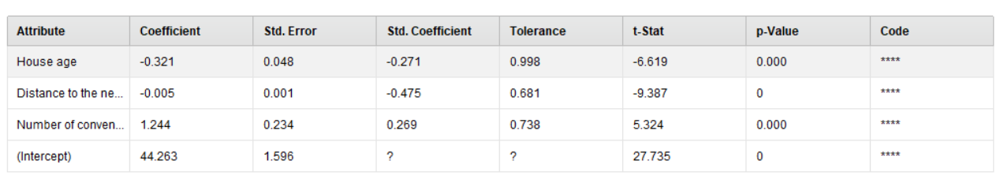 Attribute Coefficient Std. Error Std. Coefficient Tolerance t-Stat p-Value Code
House age -0.321 0.048 -0.271 0.998 -6.619 0.000 ****
Distance to the ne... -0.005 0.001 -0.475 0.681 -9.387 0 ****
Number of conven... 1.244 0.234 0.269 0.738 5.324 0.000 ****
(Intercept) 44.263 1.596 ? ? 27.735 0 ****